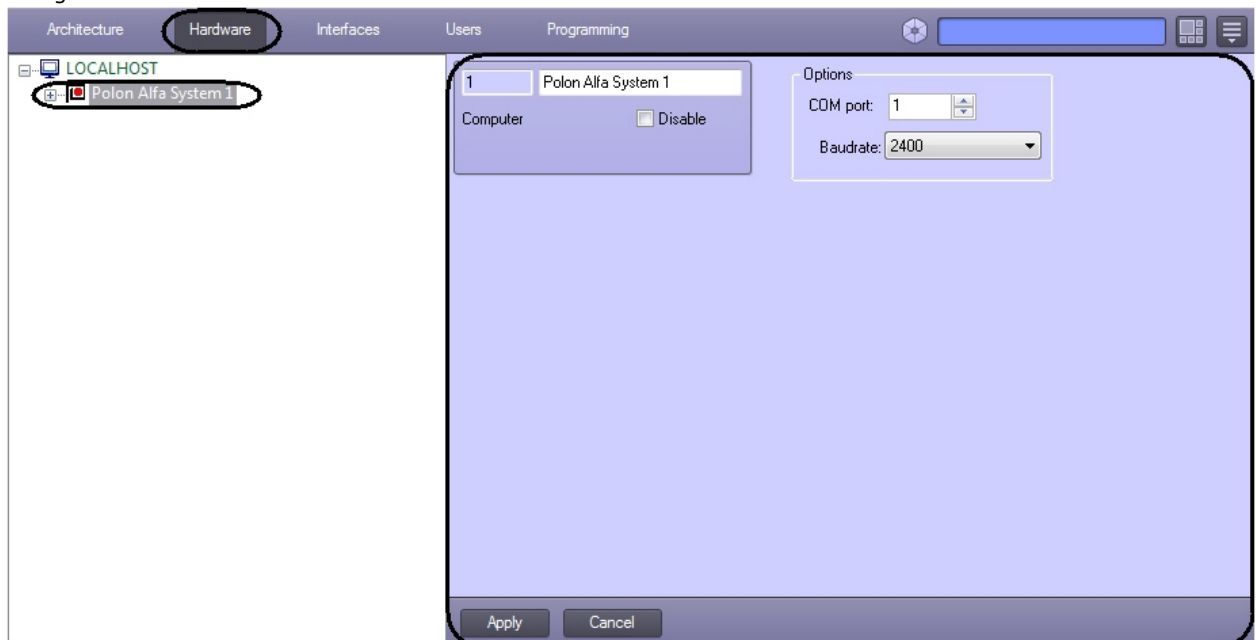 Architecture Hardware Interfaces Users Programming
LOCALHOST
Polon Alfa System 1
1 Polon Alfa System 1
Computer Disable
Options
COM port: 1
Baudrate: 2400
Apply Cancel